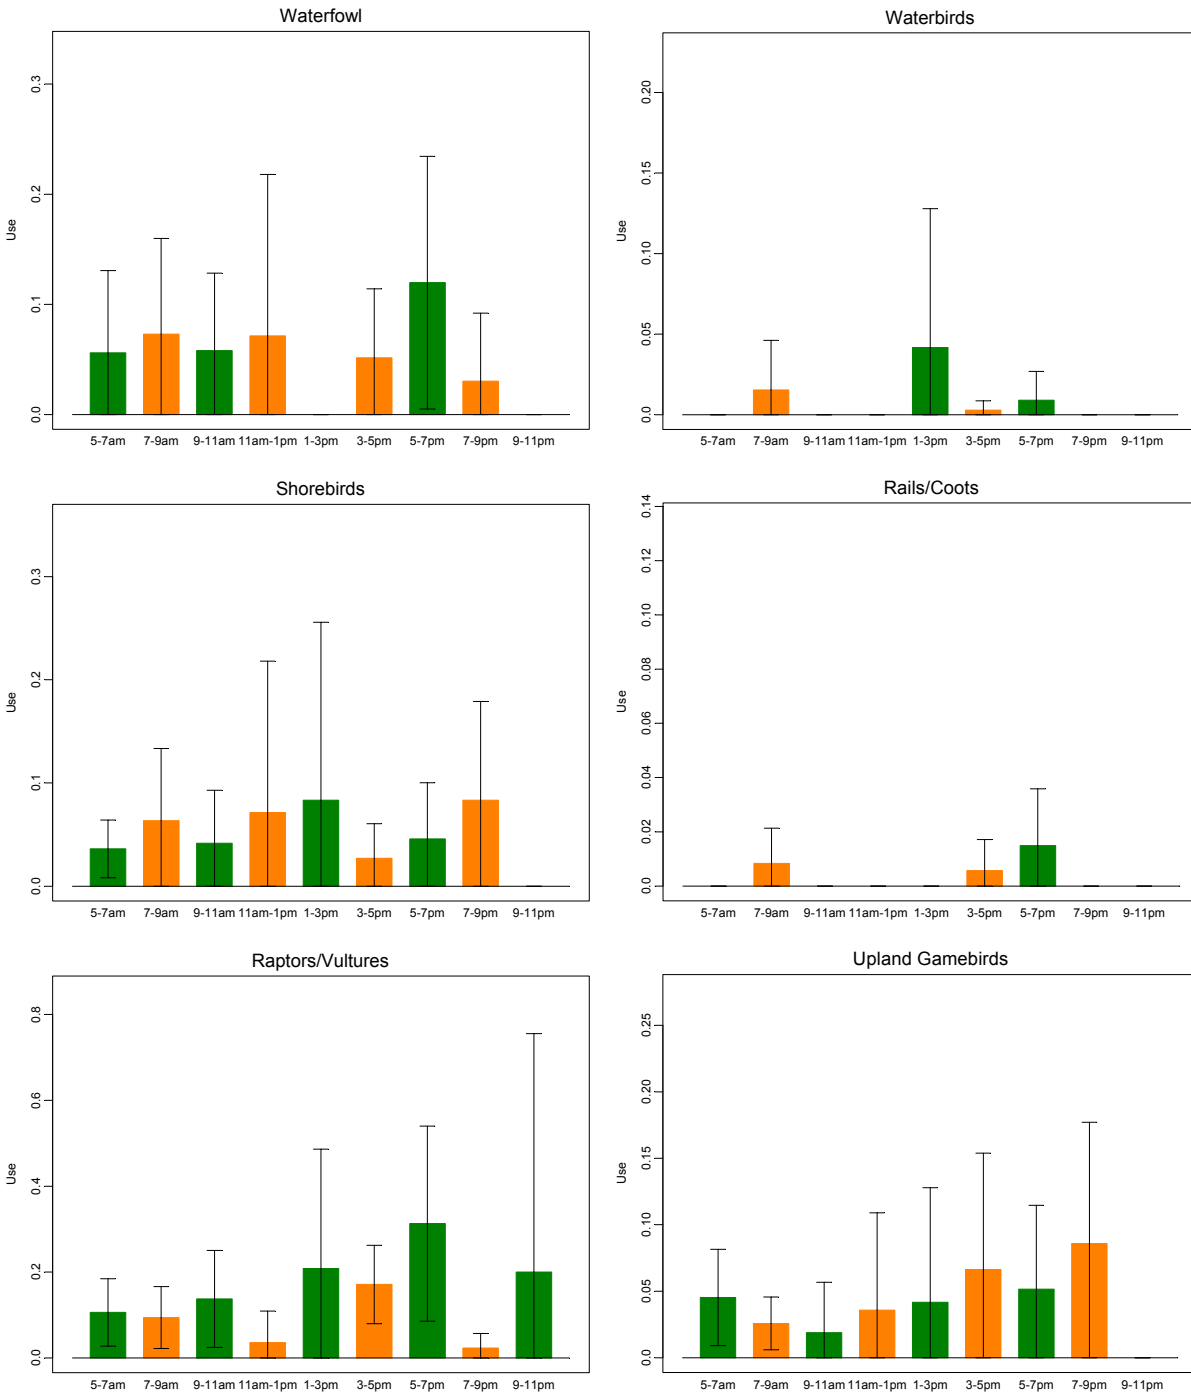 Waterfowl
Use
0.3
0.2
0.1
0.0
5-7am 7-9am 9-11am 11am-1pm 1-3pm 3-5pm 5-7pm 7-9pm 9-11pm
Waterbirds
Use
0.20
0.15
0.10
0.05
0.0
5-7am 7-9am 9-11am 11am-1pm 1-3pm 3-5pm 5-7pm 7-9pm 9-11pm
Shorebirds
Use
0.3
0.2
0.1
0.0
5-7am 7-9am 9-11am 11am-1pm 1-3pm 3-5pm 5-7pm 7-9pm 9-11pm
Rails/Coots
Use
0.14
0.12
0.10
0.08
0.06
0.04
0.02
0.0
5-7am 7-9am 9-11am 11am-1pm 1-3pm 3-5pm 5-7pm 7-9pm 9-11pm
Raptors/Vultures
Use
0.8
0.6
0.4
0.2
0.0
5-7am 7-9am 9-11am 11am-1pm 1-3pm 3-5pm 5-7pm 7-9pm 9-11pm
Upland Gamebirds
Use
0.25
0.20
0.15
0.10
0.05
0.0
5-7am 7-9am 9-11am 11am-1pm 1-3pm 3-5pm 5-7pm 7-9pm 9-11pm